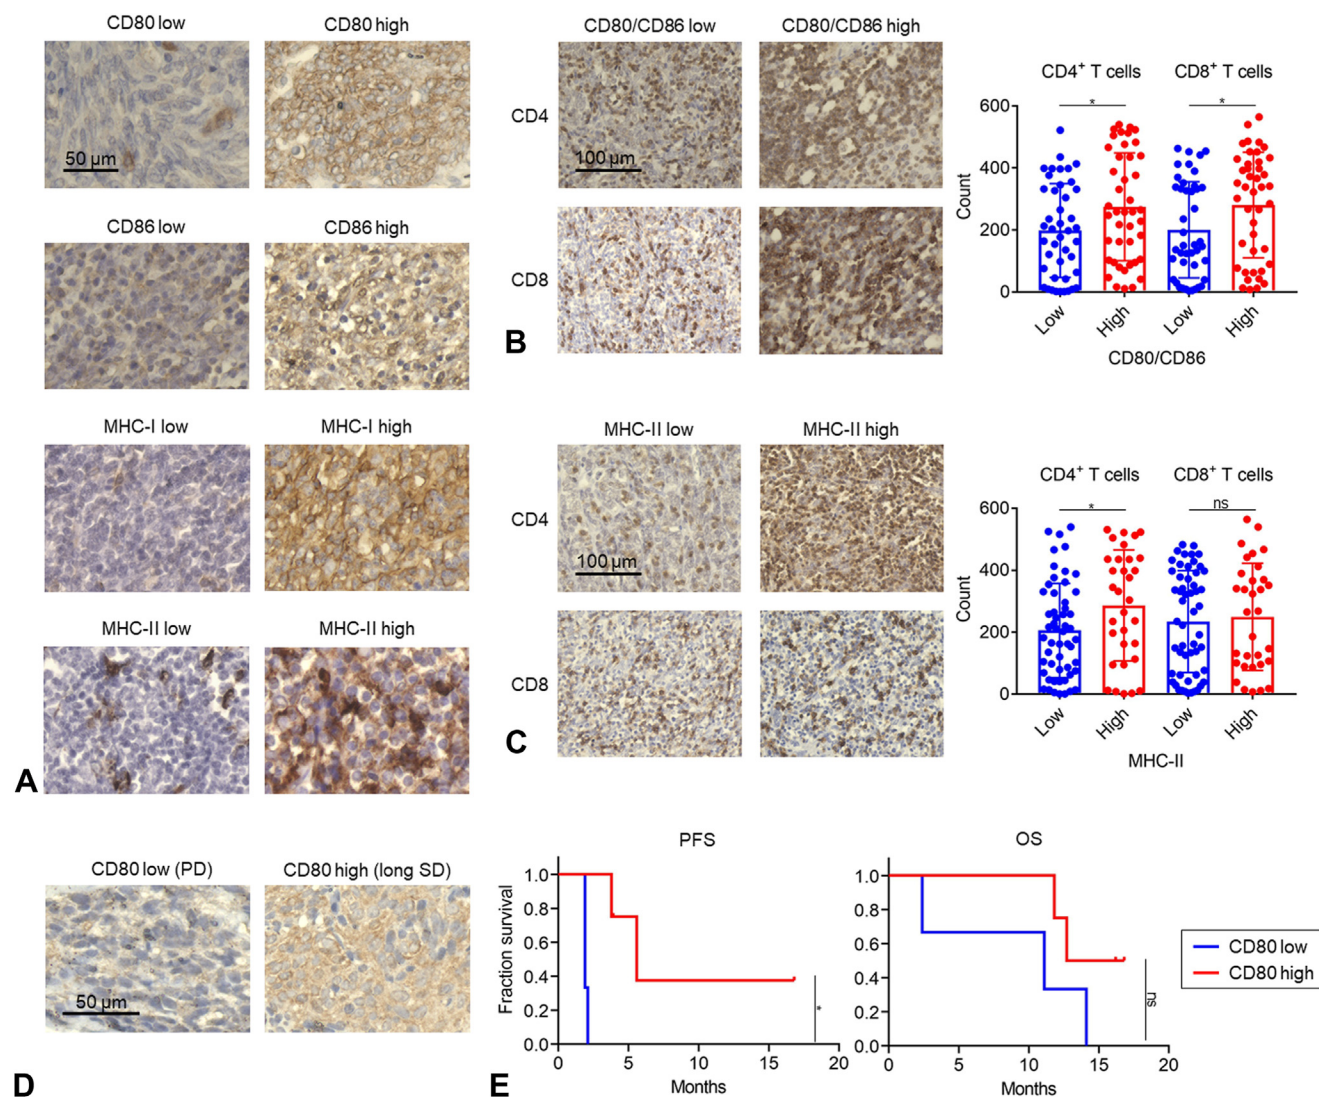 CD80 low
CD80 high
50 µm
CD86 low
CD86 high
MHC-I low
MHC-I high
MHC-II low
MHC-II high
A
CD80/CD86 low
CD80/CD86 high
CD4
100 µm
CD8
B
CD4+ T cells
CD8+ T cells
*
*
600
400
200
0
Count
Low
High
Low
High
CD80/CD86
MHC-II low
MHC-II high
CD4
100 µm
CD8
C
CD4+ T cells
CD8+ T cells
*
ns
600
400
200
0
Count
Low
High
Low
High
MHC-II
CD80 low (PD)
CD80 high (long SD)
50 µm
D
PFS
1.0
0.8
0.6
0.4
0.2
0.0
Fraction survival
0
5
10
15
20
Months
*
E
OS
1.0
0.8
0.6
0.4
0.2
0.0
0
5
10
15
20
Months
ns
CD80 low
CD80 high